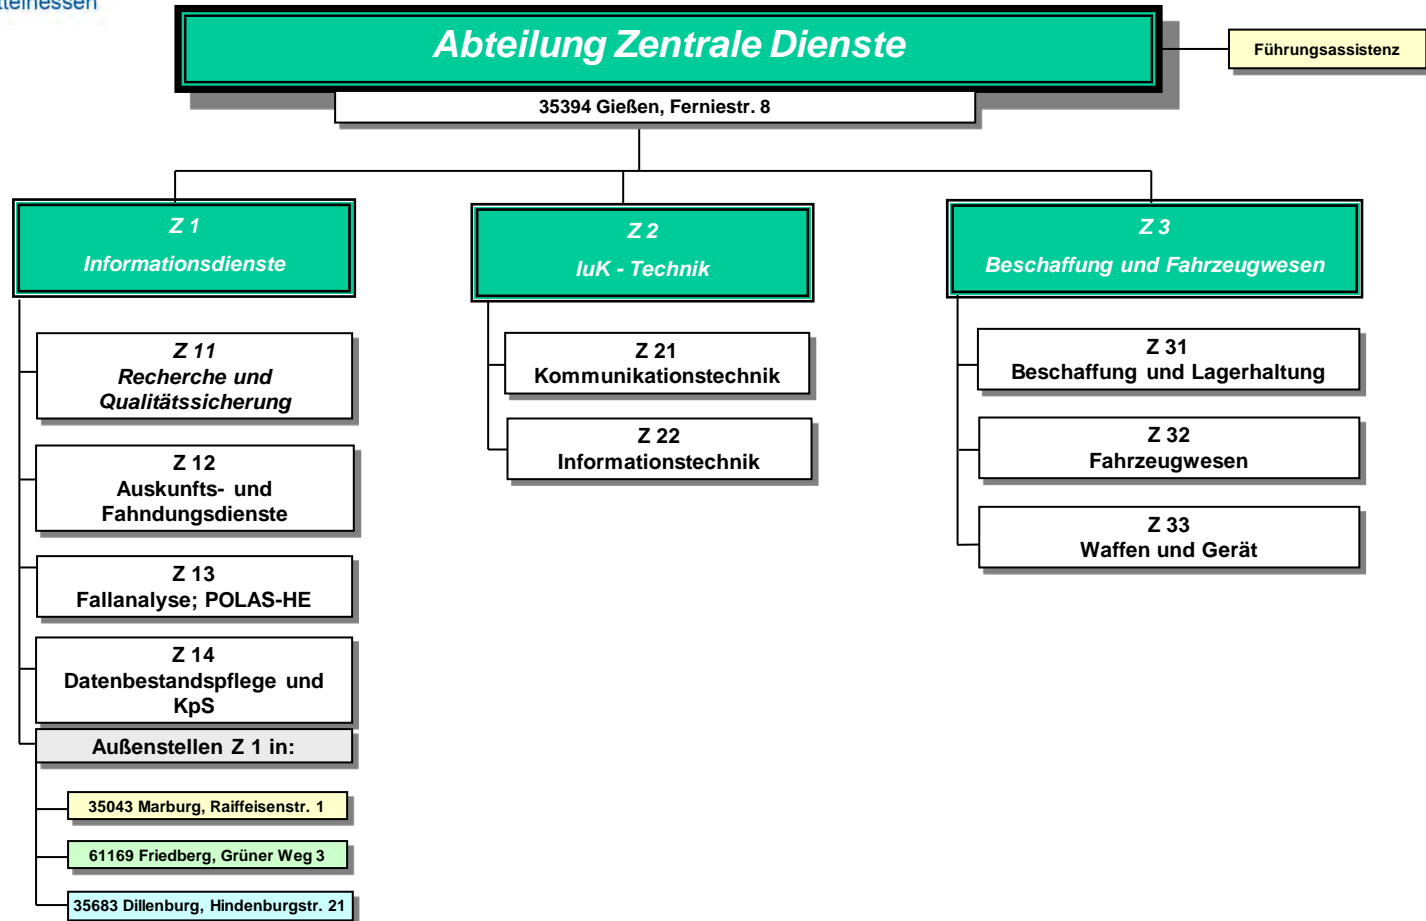 Abteilung Zentrale Dienste
Führungsassistenz
35394 Gießen, Ferniestr. 8
Z 1
Informationsdienste
Z 11
Recherche und
Qualitätssicherung
Z 12
Auskunfts- und
Fahndungsdienste
Z 13
Fallanalyse; POLAS-HE
Z 14
Datenbestandspflege und
KpS
Außenstellen Z 1 in:
35043 Marburg, Raiffeisenstr. 1
61169 Friedberg, Grüner Weg 3
35683 Dillenburg, Hindenburgstr. 21
Z 2
IuK - Technik
Z 21
Kommunikationstechnik
Z 22
Informationstechnik
Z 3
Beschaffung und Fahrzeugwesen
Z 31
Beschaffung und Lagerhaltung
Z 32
Fahrzeugwesen
Z 33
Waffen und Gerät